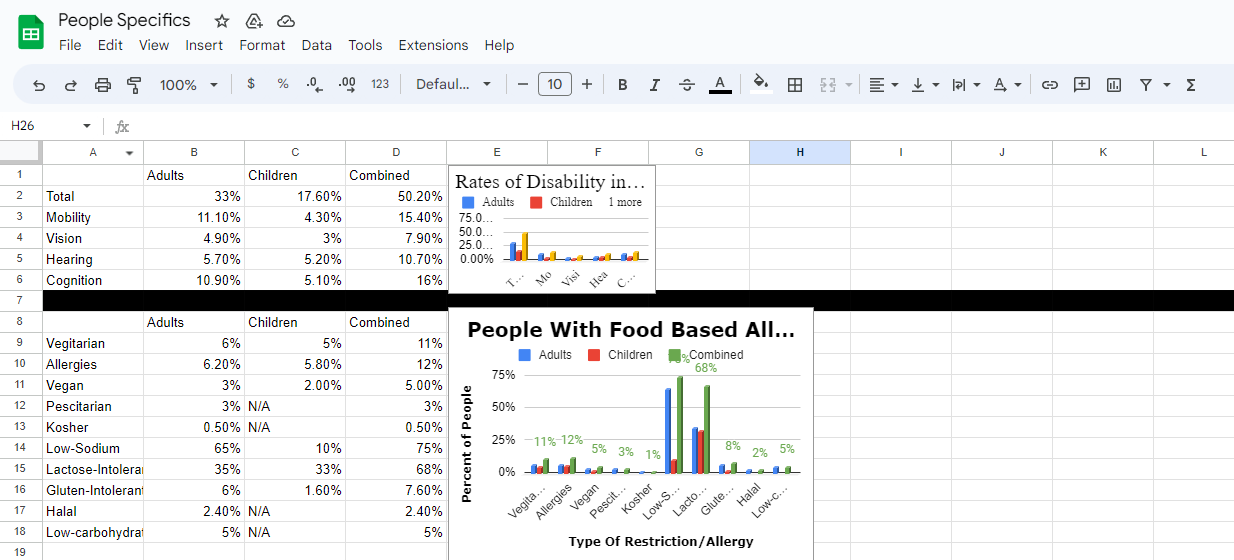 People Specifics
File Edit View Insert Format Data Tools Extensions Help
100% $ % .0 .00 123 Defaul... 10 B I A
H26 fx
A B C D E F G H I J K L
1 Adults Children Combined
2 Total 33% 17.60% 50.20%
3 Mobility 11.10% 4.30% 15.40%
4 Vision 4.90% 3% 7.90%
5 Hearing 5.70% 5.20% 10.70%
6 Cognition 10.90% 5.10% 16%
7
8 Adults Children Combined
9 Vegitarian 6% 5% 11%
10 Allergies 6.20% 5.80% 12%
11 Vegan 3% 2.00% 5.00%
12 Pescitarian 3% N/A 3%
13 Kosher 0.50% N/A 0.50%
14 Low-Sodium 65% 10% 75%
15 Lactose-Intolera 35% 33% 68%
16 Gluten-Intolerant 6% 1.60% 7.60%
17 Halal 2.40% N/A 2.40%
18 Low-carbohydrat 5% N/A 5%
19
Rates of Disability in...
Adults Children 1 more
75.0...
50.0...
25.0...
0.00%
T... Mo Visi Hea C...
People With Food Based All...
Adults Children Combined
75%
50%
25%
0%
11% 12% 5% 3% 1% 68% 8% 2% 5%
Percent of People
Vegita... Allergies Vegan Pescit... Kosher Low-S... Lacto... Glute... Halal Low-c...
Type Of Restriction/Allergy